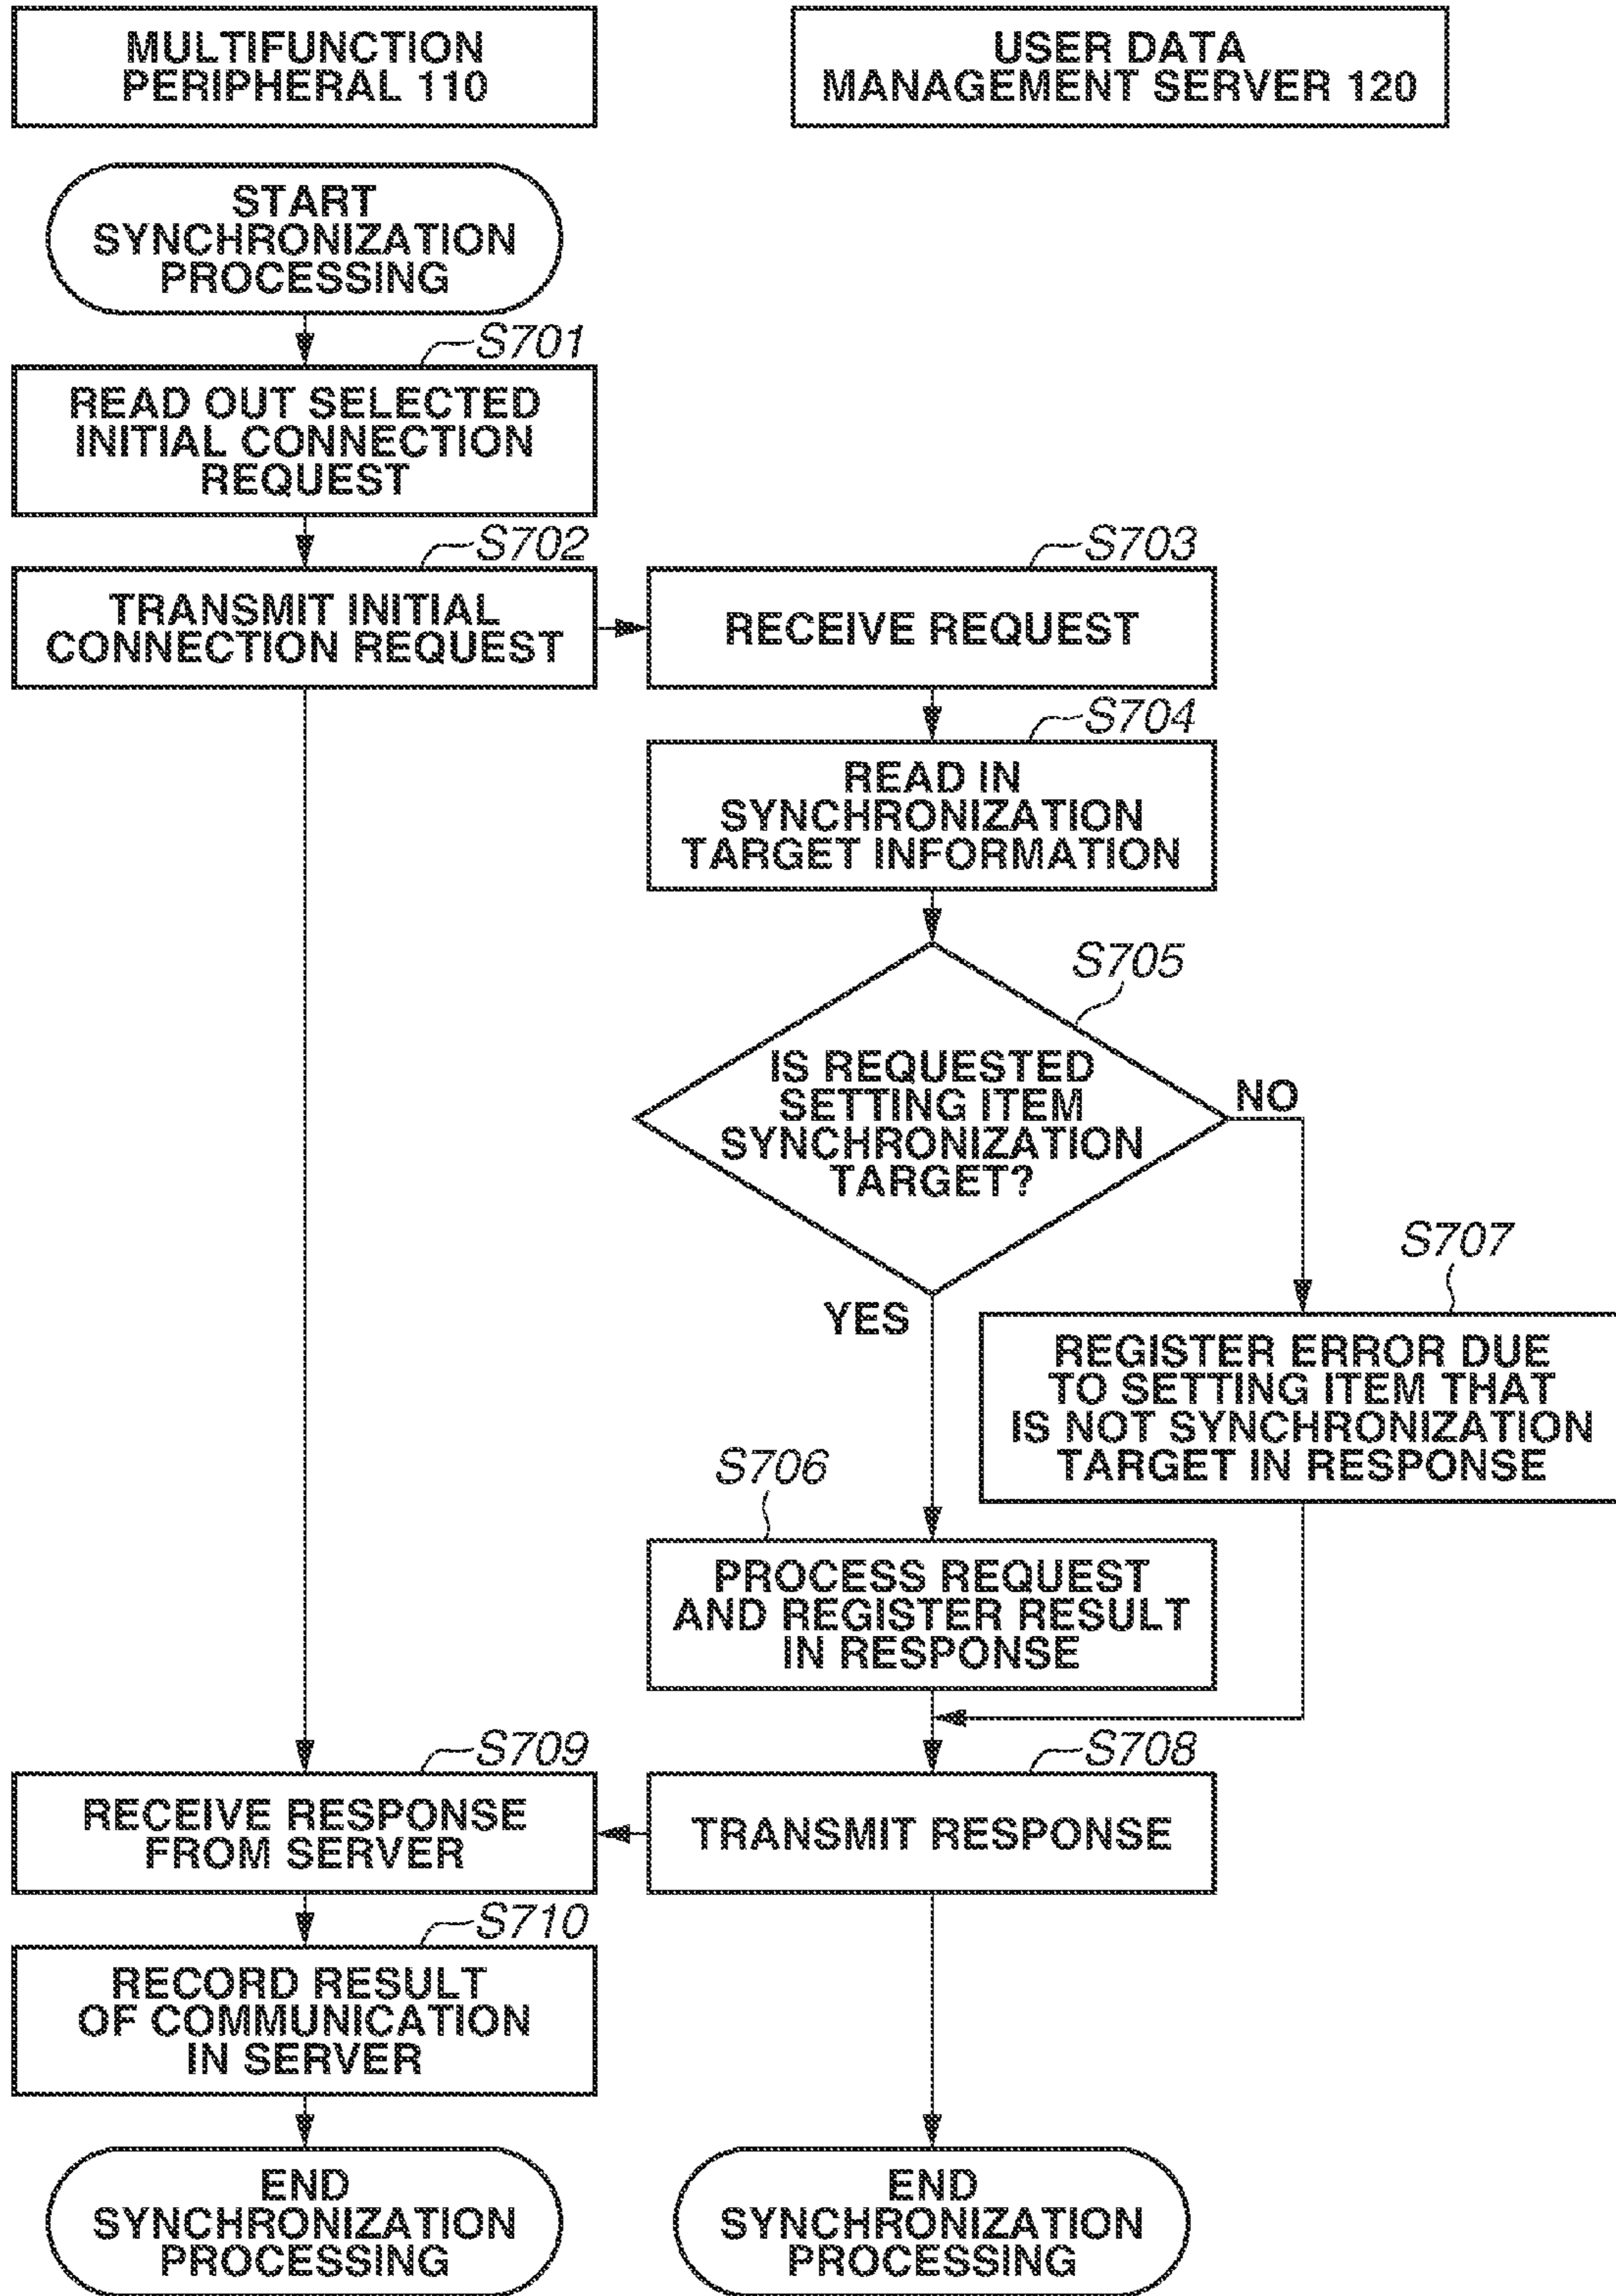 MULTIFUNCTION
PERIPHERAL 110
USER DATA
MANAGEMENT SERVER 120
START
SYNCHRONIZATION
PROCESSING
S701
READ OUT SELECTED
INITIAL CONNECTION
REQUEST
S702
TRANSMIT INITIAL
CONNECTION REQUEST
S703
RECEIVE REQUEST
S704
READ IN
SYNCHRONIZATION
TARGET INFORMATION
S705
IS REQUESTED
SETTING ITEM
SYNCHRONIZATION
TARGET?
NO
YES
S707
REGISTER ERROR DUE
TO SETTING ITEM THAT
IS NOT SYNCHRONIZATION
TARGET IN RESPONSE
S706
PROCESS REQUEST
AND REGISTER RESULT
IN RESPONSE
S709
RECEIVE RESPONSE
FROM SERVER
S708
TRANSMIT RESPONSE
S710
RECORD RESULT
OF COMMUNICATION
IN SERVER
END
SYNCHRONIZATION
PROCESSING
END
SYNCHRONIZATION
PROCESSING